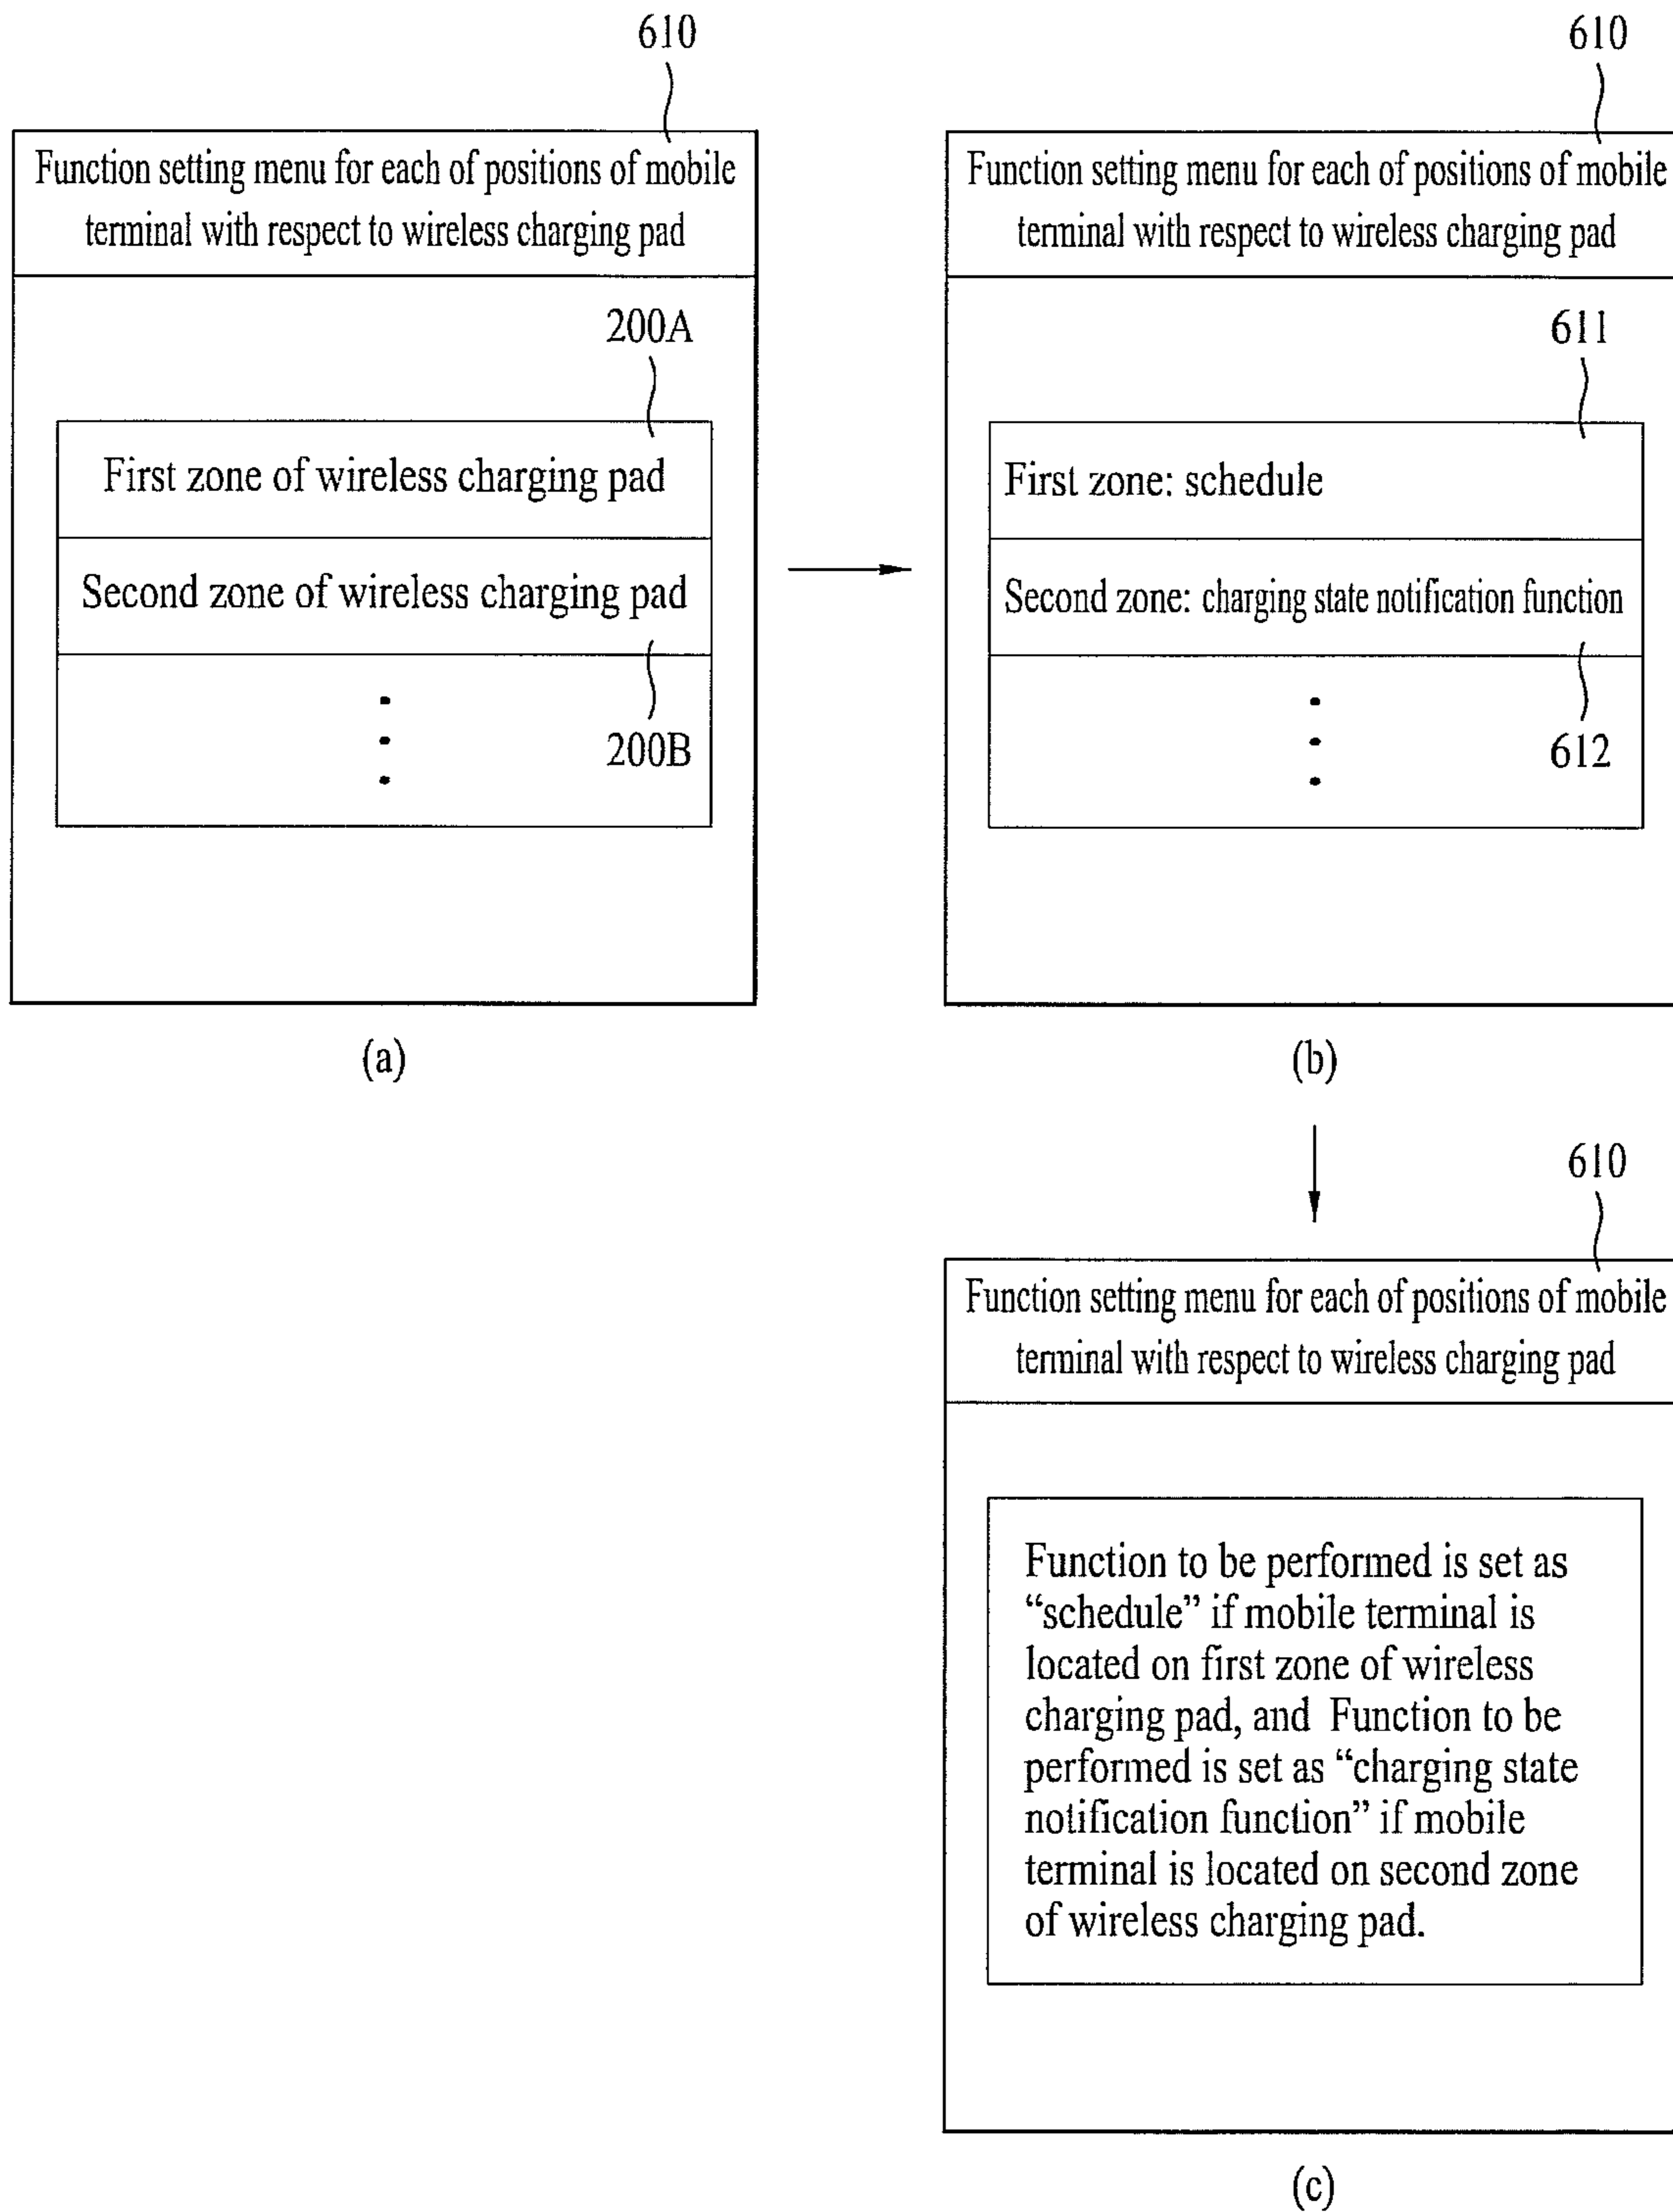 610
Function setting menu for each of positions of mobile
terminal with respect to wireless charging pad
200A
First zone of wireless charging pad
Second zone of wireless charging pad
200B
(a)
610
Function setting menu for each of positions of mobile
terminal with respect to wireless charging pad
611
First zone: schedule
Second zone: charging state notification function
612
(b)
610
Function setting menu for each of positions of mobile
terminal with respect to wireless charging pad
Function to be performed is set as
“schedule” if mobile terminal is
located on first zone of wireless
charging pad, and Function to be
performed is set as “charging state
notification function” if mobile
terminal is located on second zone
of wireless charging pad.
(c)